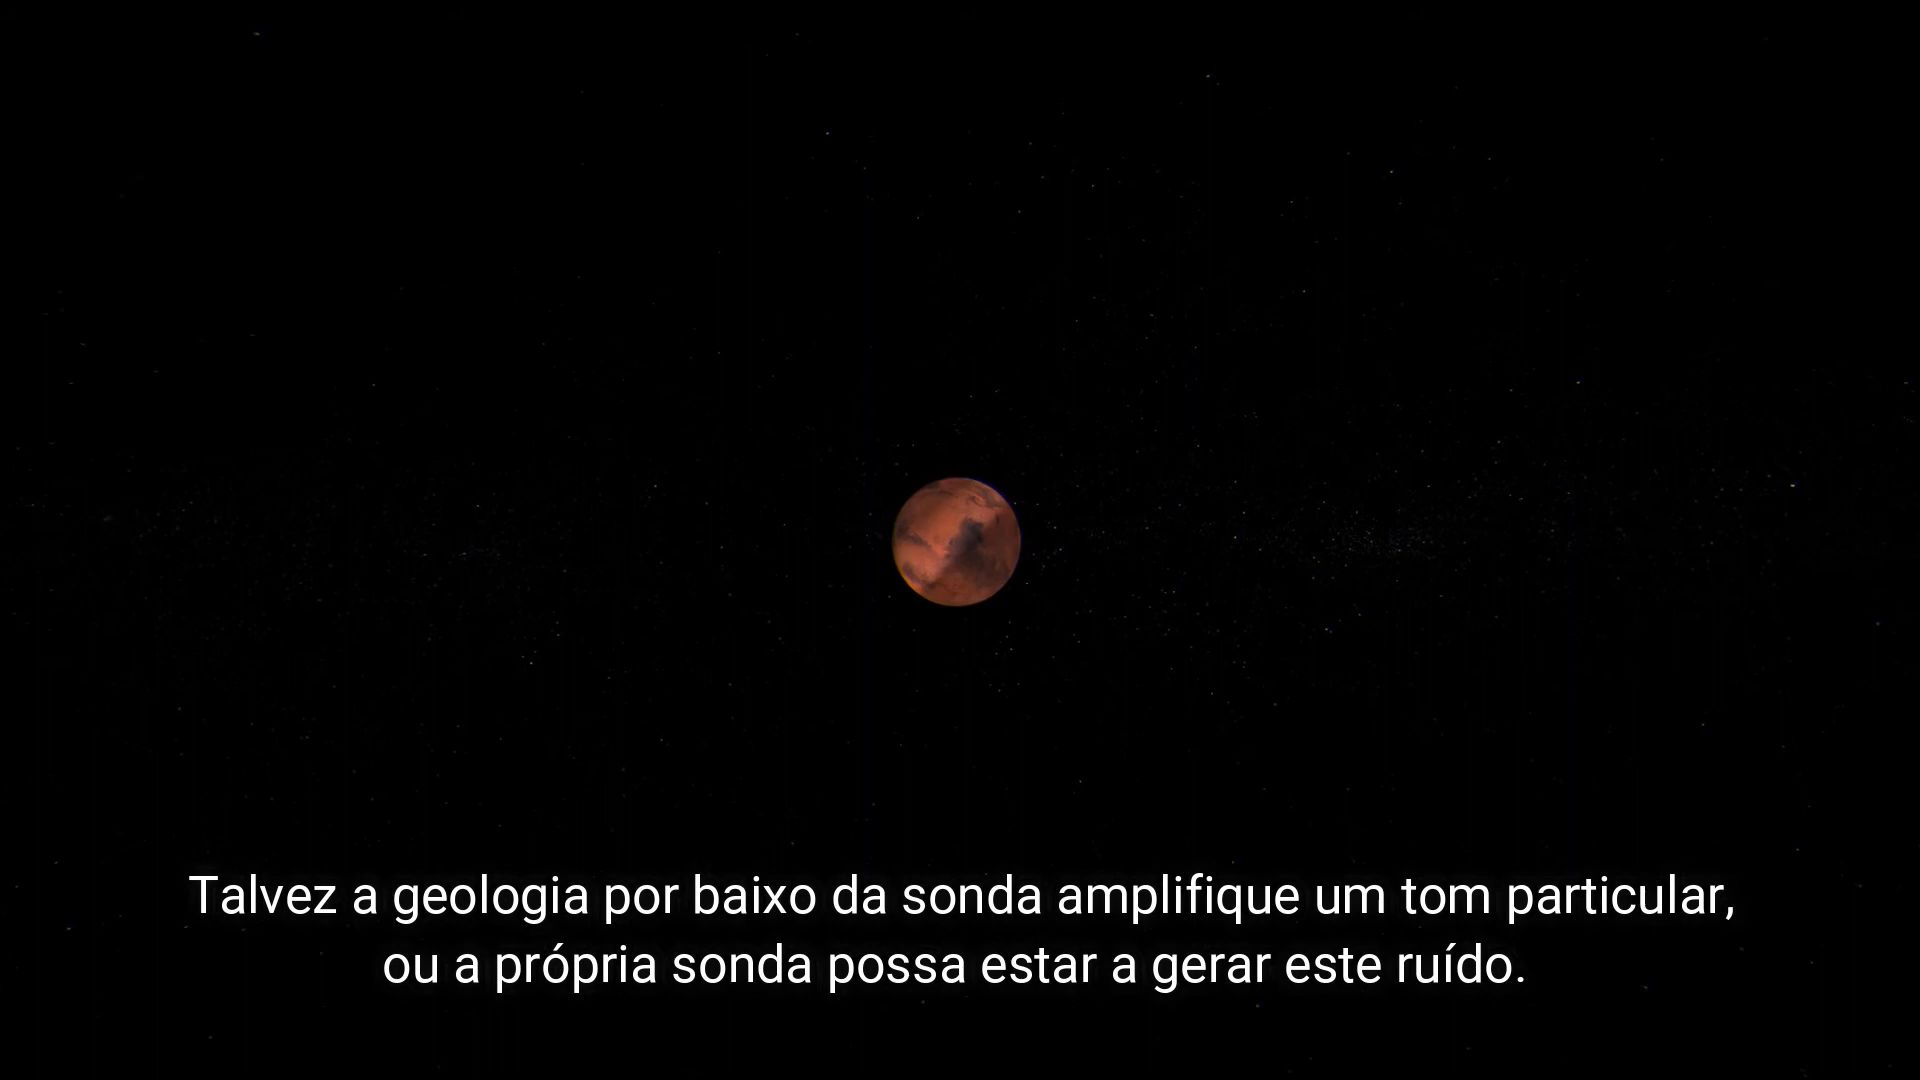 Talvez a geologia por baixo da sonda amplifique um tom particular,
ou a própria sonda possa estar a gerar este ruído.